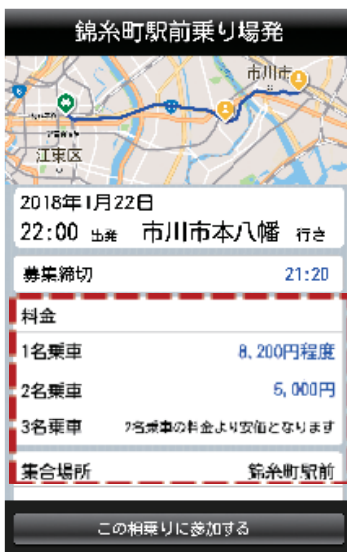 錦糸町駅前乗り場発
市川市
江東区
2018年1月22日
22:00 出発 市川市本八幡 行き
募集締切 21:20
料金
1名乗車 8,200円程度
2名乗車 5,000円
3名乗車 2名乗車の料金より安価となります
集合場所 錦糸町駅前
この相乗りに参加する